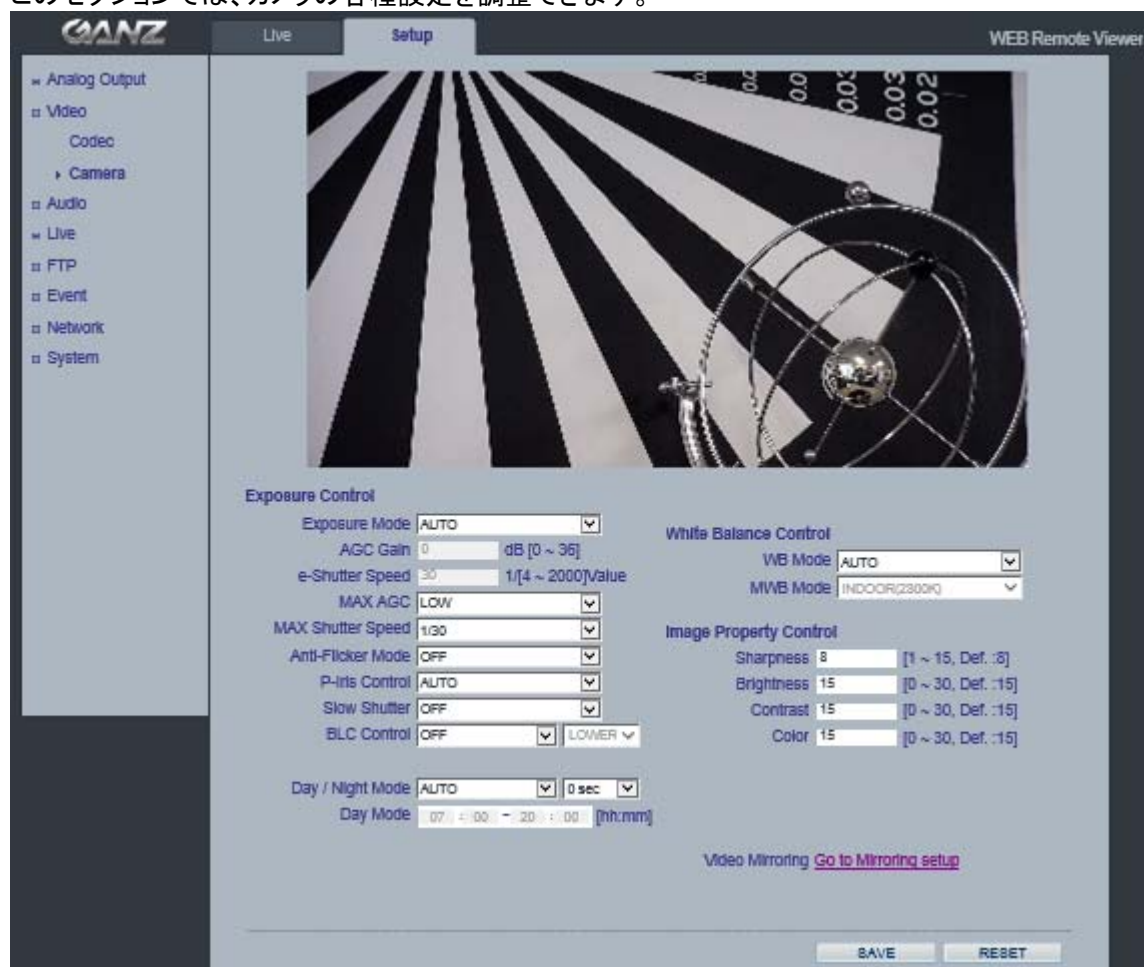 このセクションでは、カメラの各種設定を調整できます。
GANZ
Live
Setup
WEB Remote Viewer
Analog Output
Video
Codec
Camera
Audio
Live
FTP
Event
Network
System
0.03
0.03
0.02
Exposure Control
Exposure Mode AUTO
AGC Gain 0 dB [0 ~ 36]
e-Shutter Speed 30 1/[4 ~ 2000]Value
MAX AGC LOW
MAX Shutter Speed 1/30
Anti-Flicker Mode OFF
P-Iris Control AUTO
Slow Shutter OFF
BLC Control OFF LOWER
Day / Night Mode AUTO 0 sec
Day Mode 07 : 00 - 20 : 00 [hh:mm]
White Balance Control
WB Mode AUTO
MWB Mode INDOOR(2300K)
Image Property Control
Sharpness 8 [1 ~ 15, Def. :8]
Brightness 15 [0 ~ 30, Def. :15]
Contrast 15 [0 ~ 30, Def. :15]
Color 15 [0 ~ 30, Def. :15]
Video Mirroring Go to Mirroring setup
SAVE
RESET